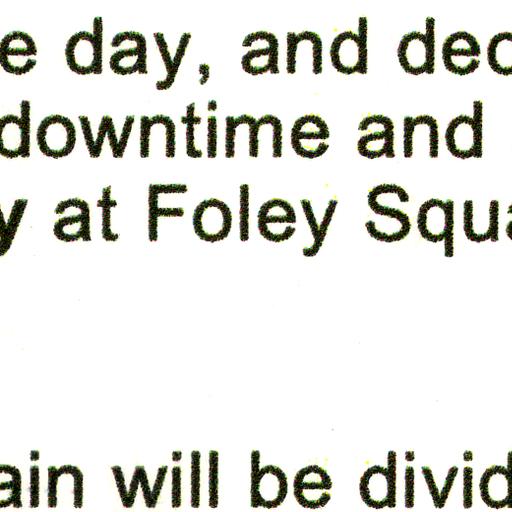 e day, and dec
downtime and
y at Foley Squa
ain will be divid